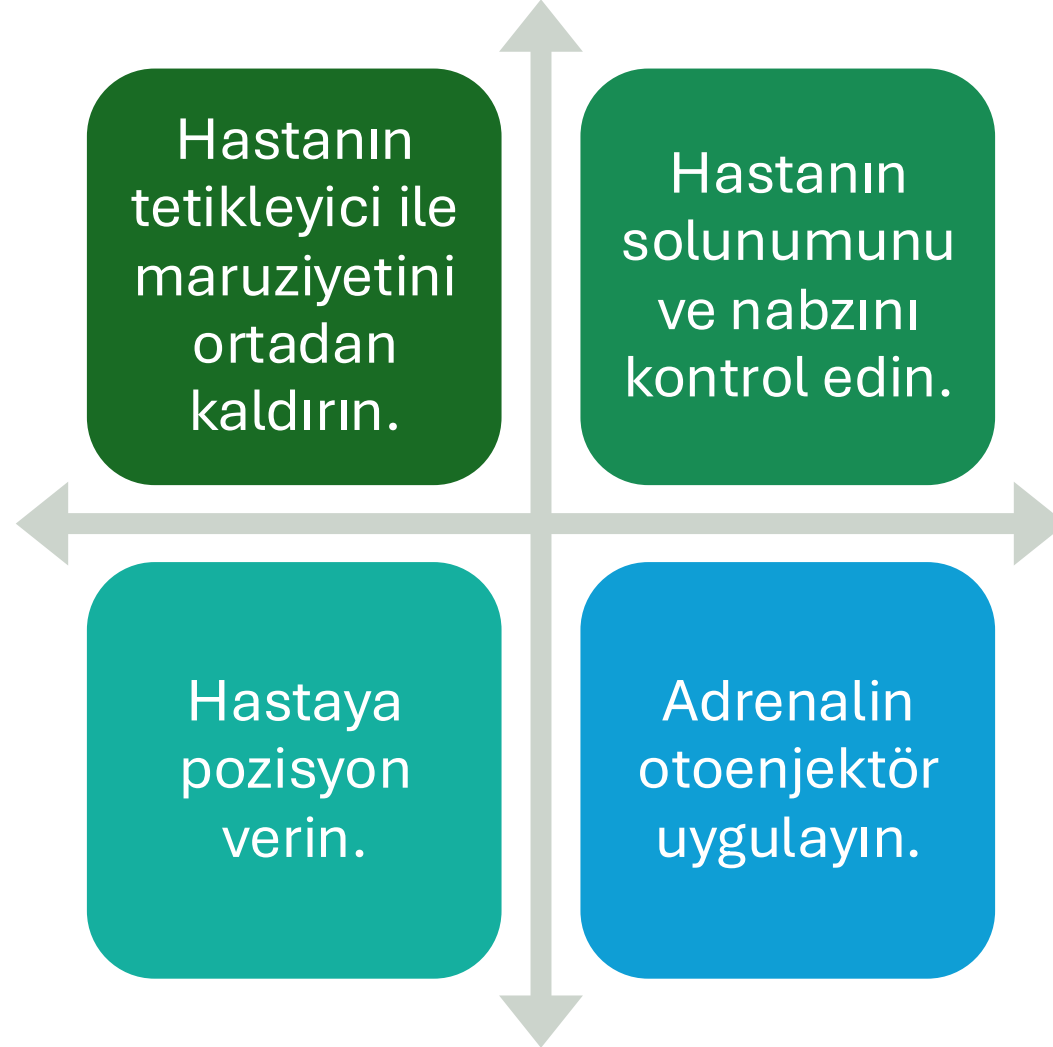 Hastanın
tetikleyici ile
maruziyetini
ortadan
kaldırın.
Hastanın
solunumunu
ve nabzını
kontrol edin.
Hastaya
pozisyon
verin.
Adrenalin
otoenjektör
uygulayın.